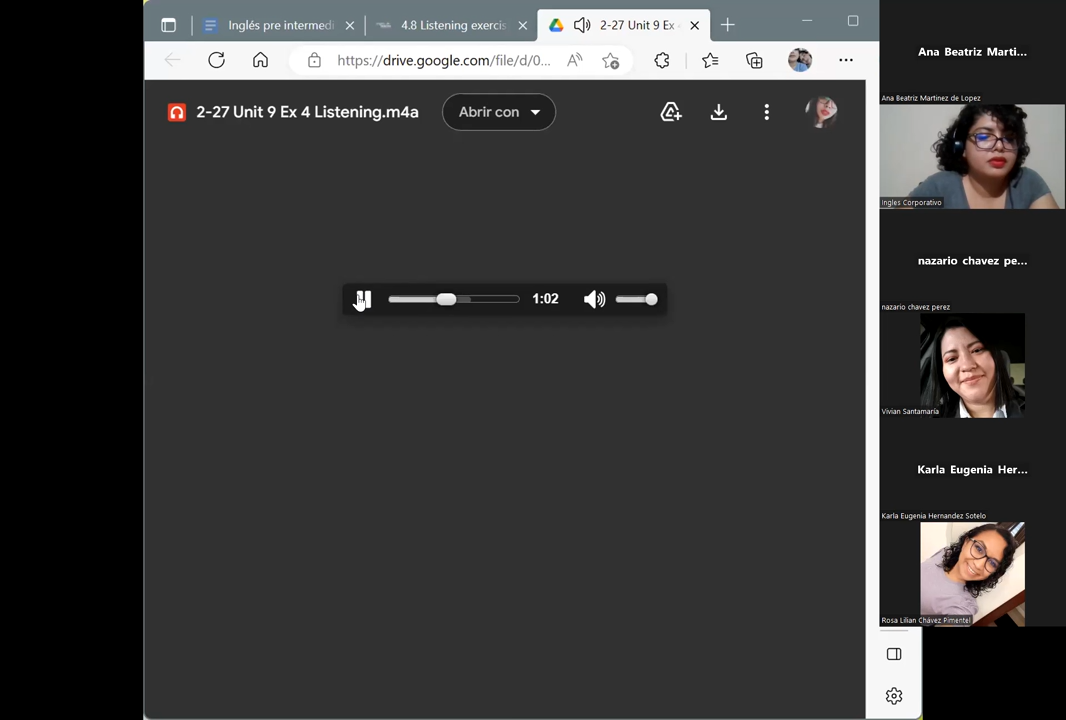 Inglés pre intermedi
4.8 Listening exercis
2-27 Unit 9 Ex
https://drive.google.com/file/d/0...
2-27 Unit 9 Ex 4 Listening.m4a
Abrir con
1:02
Ana Beatriz Marti...
Ana Beatriz Martinez de Lopez
Ingles Corporativo
nazario chavez pe...
nazario chavez perez
Vivian Santamaría
Karla Eugenia Her...
Karla Eugenia Hernandez Sotelo
Rosa Lilian Chávez Pimentel